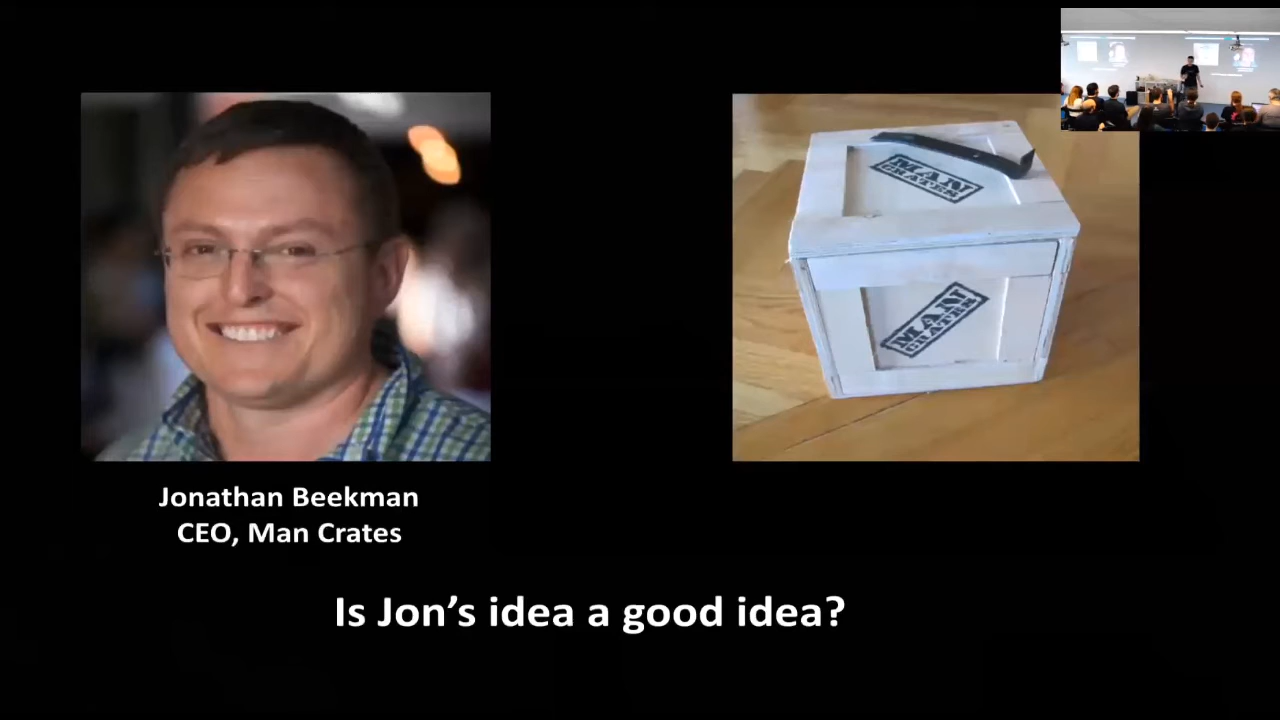 MAN
CRATES
MAN
CRATES
Jonathan Beekman
CEO, Man Crates
Is Jon's idea a good idea?